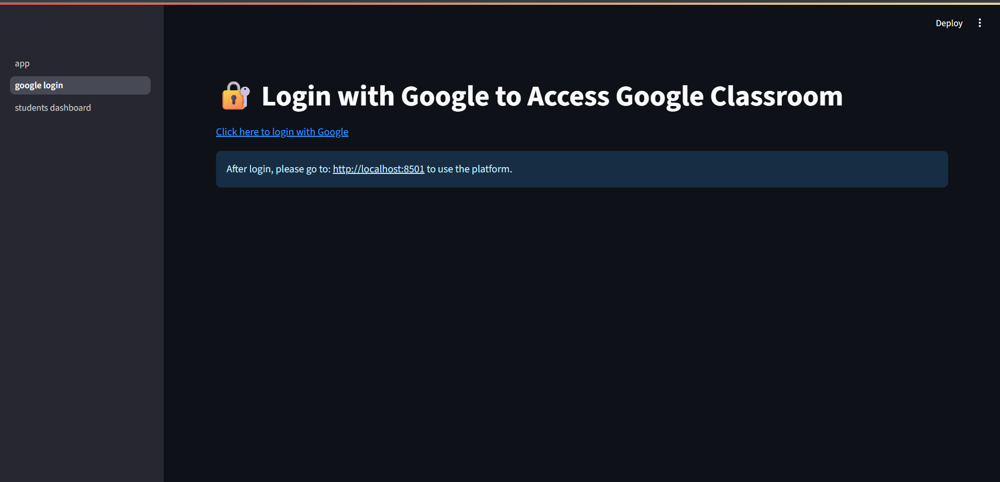 Deploy
app
google login
students dashboard
Login with Google to Access Google Classroom
Click here to login with Google
After login, please go to: http://localhost:8501 to use the platform.